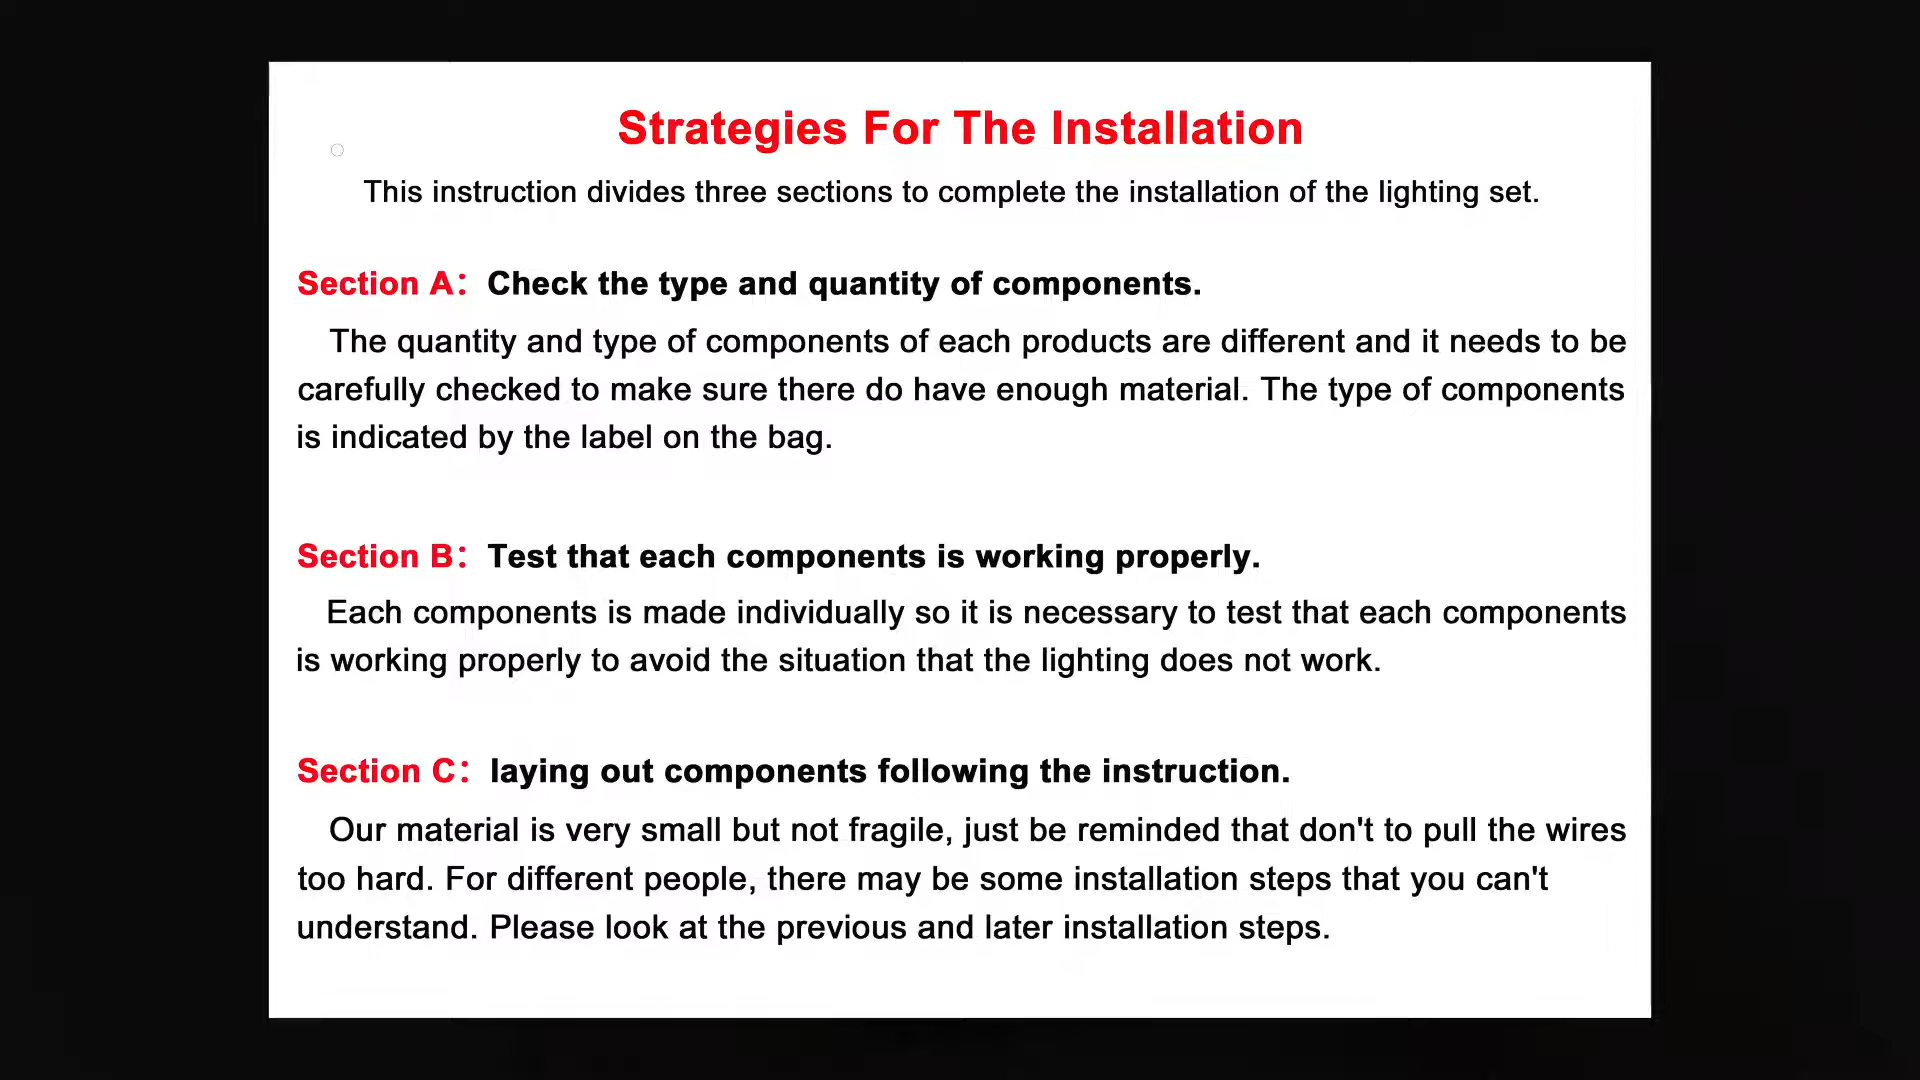 Strategies For The Installation
This instruction divides three sections to complete the installation of the lighting set.
Section A: Check the type and quantity of components.
The quantity and type of components of each products are different and it needs to be
carefully checked to make sure there do have enough material. The type of components
is indicated by the label on the bag.
Section B: Test that each components is working properly.
Each components is made individually so it is necessary to test that each components
is working properly to avoid the situation that the lighting does not work.
Section C: laying out components following the instruction.
Our material is very small but not fragile, just be reminded that don't to pull the wires
too hard. For different people, there may be some installation steps that you can't
understand. Please look at the previous and later installation steps.